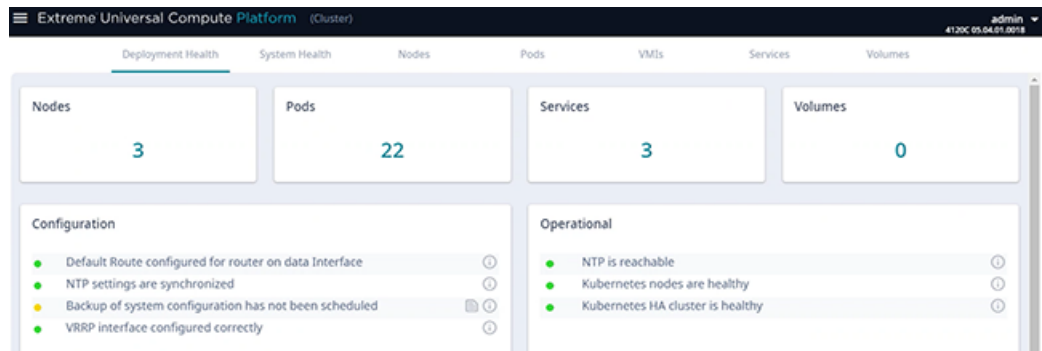 Extreme Universal Compute Platform (Cluster)
admin
4120C 05.04.01.0018
Deployment Health System Health Nodes Pods VMIs Services Volumes
Nodes Pods Services Volumes
3 22 3 0
Configuration Operational
Default Route configured for router on data Interface
NTP settings are synchronized
Backup of system configuration has not been scheduled
VRRP interface configured correctly
NTP is reachable
Kubernetes nodes are healthy
Kubernetes HA cluster is healthy